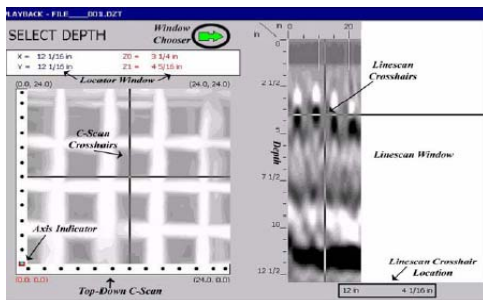 PLAYBACK - FILE____001.DZT
SELECT DEPTH
Window
Chooser
X = 12 1/16 in Z0 = 3 1/4 in
Y = 12 1/16 in Z1 = 4 5/16 in
(0.0, 24.0) Locator Window (24.0, 24.0)
C-Scan
Crosshairs
Axis Indicator
(0.0, 0.0) (24.0, 0.0)
Top-Down C-Scan
in
0 20
in
0
2 1/2
5
7 1/2
10
12 1/2
Depth
Linescan
Crosshairs
Linescan Window
Linescan Crosshair
Location
12 in 4 1/16 in